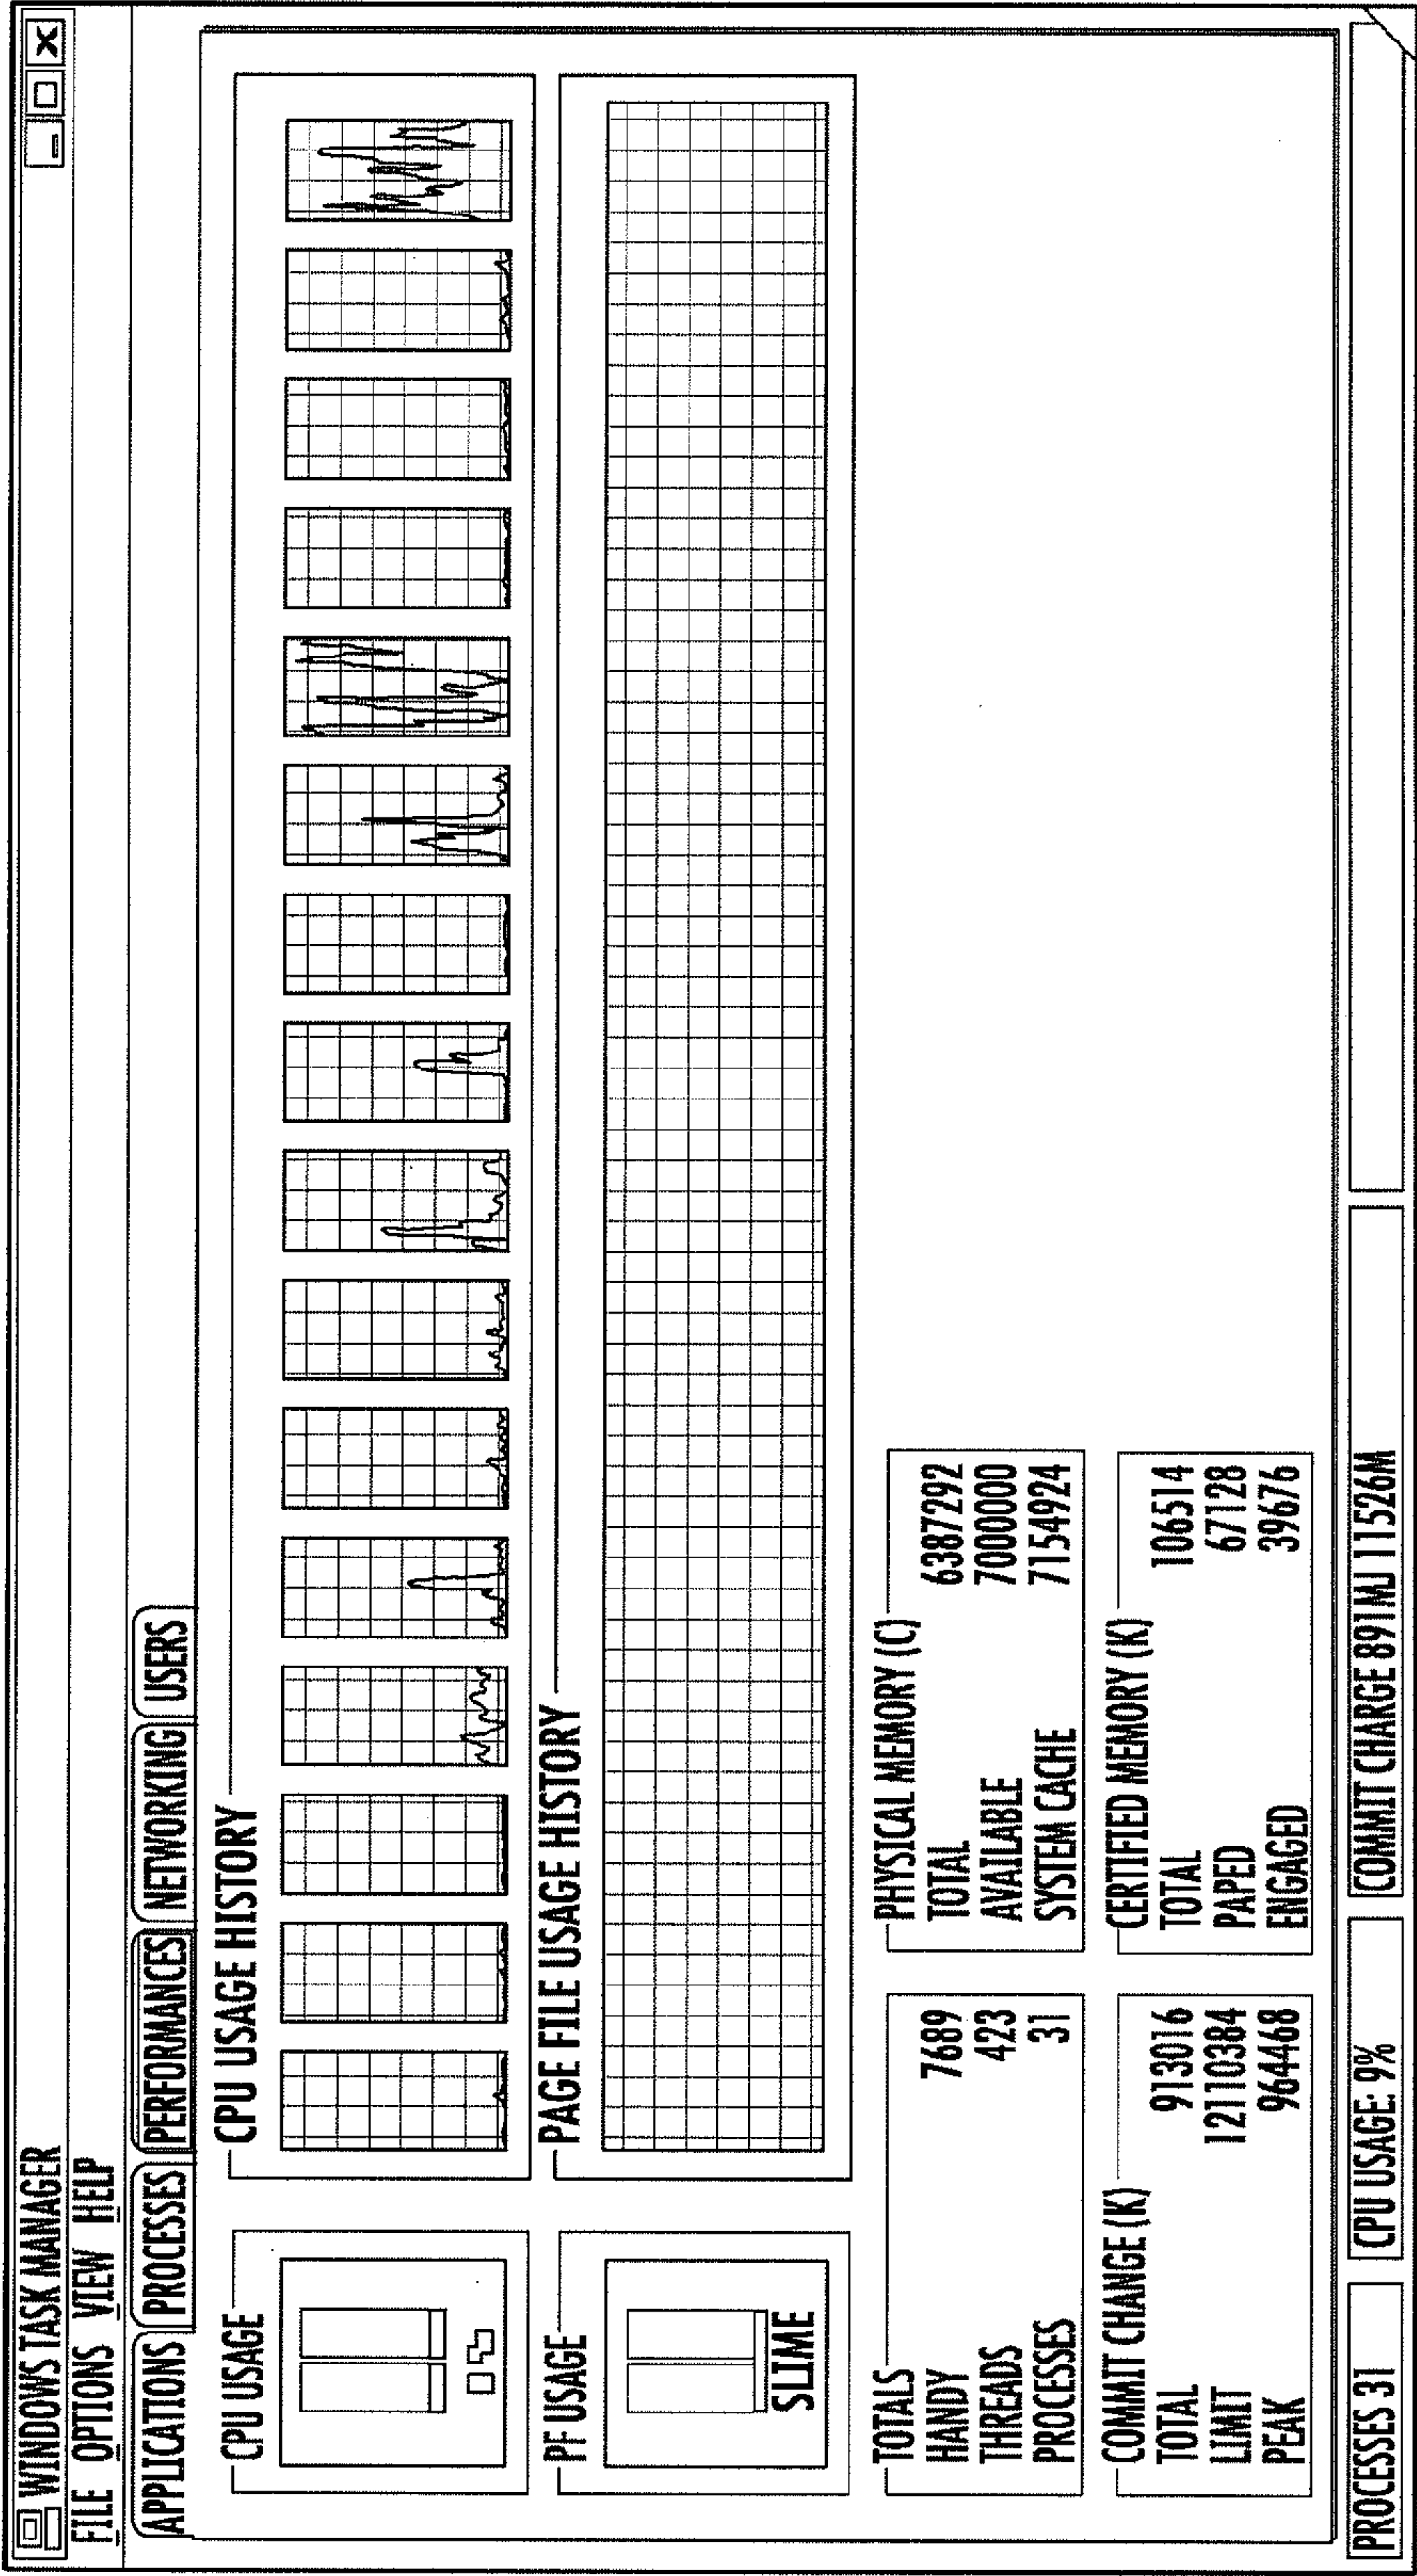 WINDOWS TASK MANAGER
FILE OPTIONS VIEW HELP
APPLICATIONS PROCESSES PERFORMANCES NETWORKING USERS
CPU USAGE
CPU USAGE HISTORY
PF USAGE
SLIME
PAGE FILE USAGE HISTORY
TOTALS
HANDY 7689
THREADS 423
PROCESSES 31
PHYSICAL MEMORY (C)
TOTAL 6387292
AVAILABLE 7000000
SYSTEM CACHE 7154924
COMMIT CHANGE (K)
TOTAL 913016
LIMIT 12110384
PEAK 964468
CERTIFIED MEMORY (K)
TOTAL 106514
PAPED 67128
ENGAGED 39676
PROCESSES 31 CPU USAGE: 9% COMMIT CHARGE 891MJ 11526M